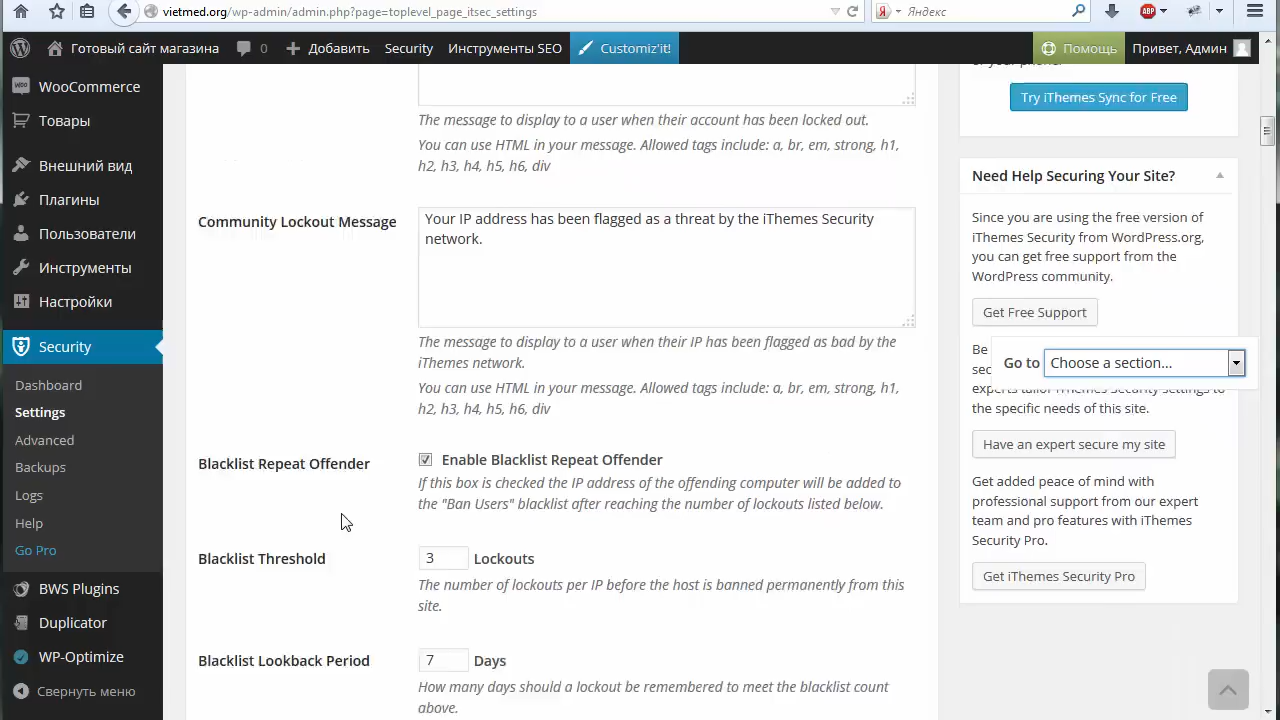 vietmed.org/wp-admin/admin.php?page=toplevel_page_itsec_settings
Яндекс
ABP
Готовый сайт магазина
0
Добавить
Security
Инструменты SEO
Customiz'it!
Помощь
Привет, Админ
WooCommerce
Товары
Внешний вид
Плагины
Пользователи
Инструменты
Настройки
Security
Dashboard
Settings
Advanced
Backups
Logs
Help
Go Pro
BWS Plugins
Duplicator
WP-Optimize
Свернуть меню
The message to display to a user when their account has been locked out.
You can use HTML in your message. Allowed tags include: a, br, em, strong, h1,
h2, h3, h4, h5, h6, div
Community Lockout Message
Your IP address has been flagged as a threat by the iThemes Security
network.
The message to display to a user when their IP has been flagged as bad by the
iThemes network.
You can use HTML in your message. Allowed tags include: a, br, em, strong, h1,
h2, h3, h4, h5, h6, div
Blacklist Repeat Offender
Enable Blacklist Repeat Offender
If this box is checked the IP address of the offending computer will be added to
the "Ban Users" blacklist after reaching the number of lockouts listed below.
Blacklist Threshold
3 Lockouts
The number of lockouts per IP before the host is banned permanently from this
site.
Blacklist Lookback Period
7 Days
How many days should a lockout be remembered to meet the blacklist count
above.
or your phone.
Try iThemes Sync for Free
Need Help Securing Your Site?
Since you are using the free version of
iThemes Security from WordPress.org,
you can get free support from the
WordPress community.
Get Free Support
Be
Go to Choose a section...
experts tailor iThemes Security settings to
the specific needs of this site.
Have an expert secure my site
Get added peace of mind with
professional support from our expert
team and pro features with iThemes
Security Pro.
Get iThemes Security Pro